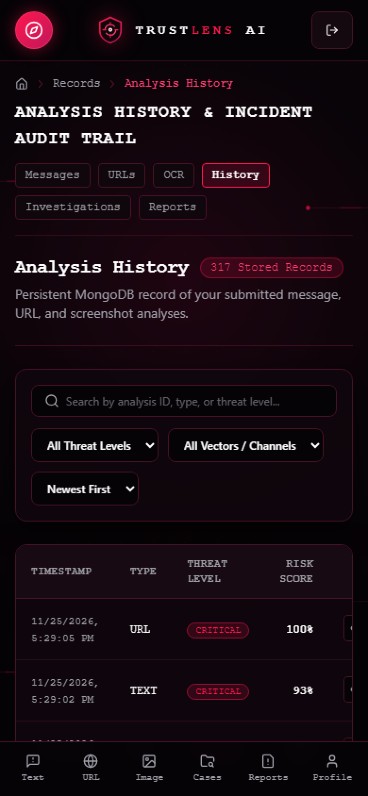 TRUSTLENS AI
Records > Analysis History
ANALYSIS HISTORY & INCIDENT
AUDIT TRAIL
Messages URLs OCR History
Investigations Reports
Analysis History 317 Stored Records
Persistent MongoDB record of your submitted message,
URL, and screenshot analyses.
Search by analysis ID, type, or threat level...
All Threat Levels All Vectors / Channels
Newest First
TIMESTAMP TYPE THREAT LEVEL RISK SCORE
11/25/2026,
5:29:05 PM URL CRITICAL 100%
11/25/2026,
5:29:02 PM TEXT CRITICAL 93%
Text URL Image Cases Reports Profile